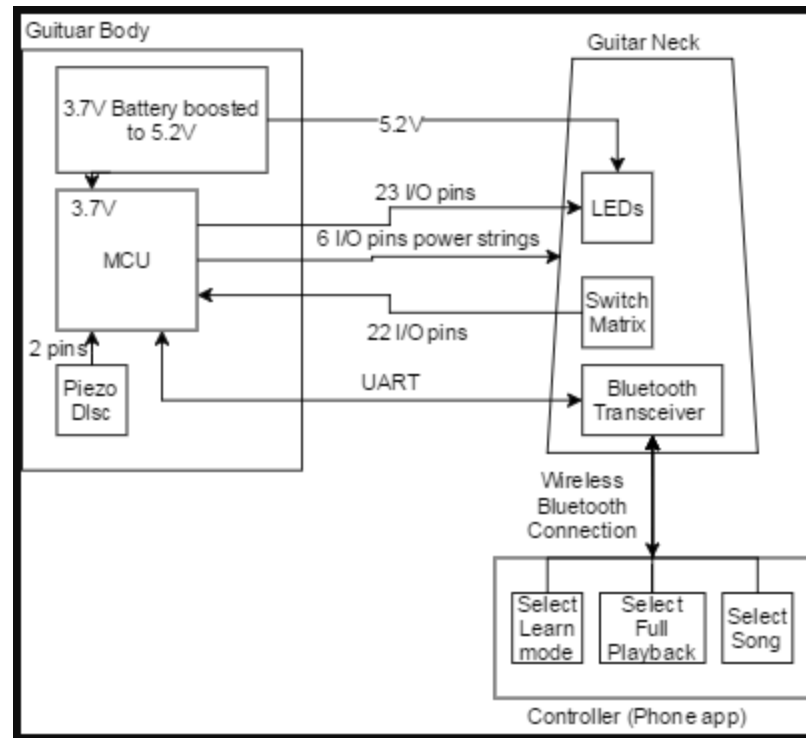 Guituar Body
Guitar Neck
3.7V Battery boosted
to 5.2V
5.2V
3.7V
MCU
23 I/O pins
LEDs
6 I/O pins power strings
Switch
Matrix
22 I/O pins
2 pins
Piezo
DIsc
UART
Bluetooth
Transceiver
Wireless
Bluetooth
Connection
Select
Learn
mode
Select
Full
Playback
Select
Song
Controller (Phone app)